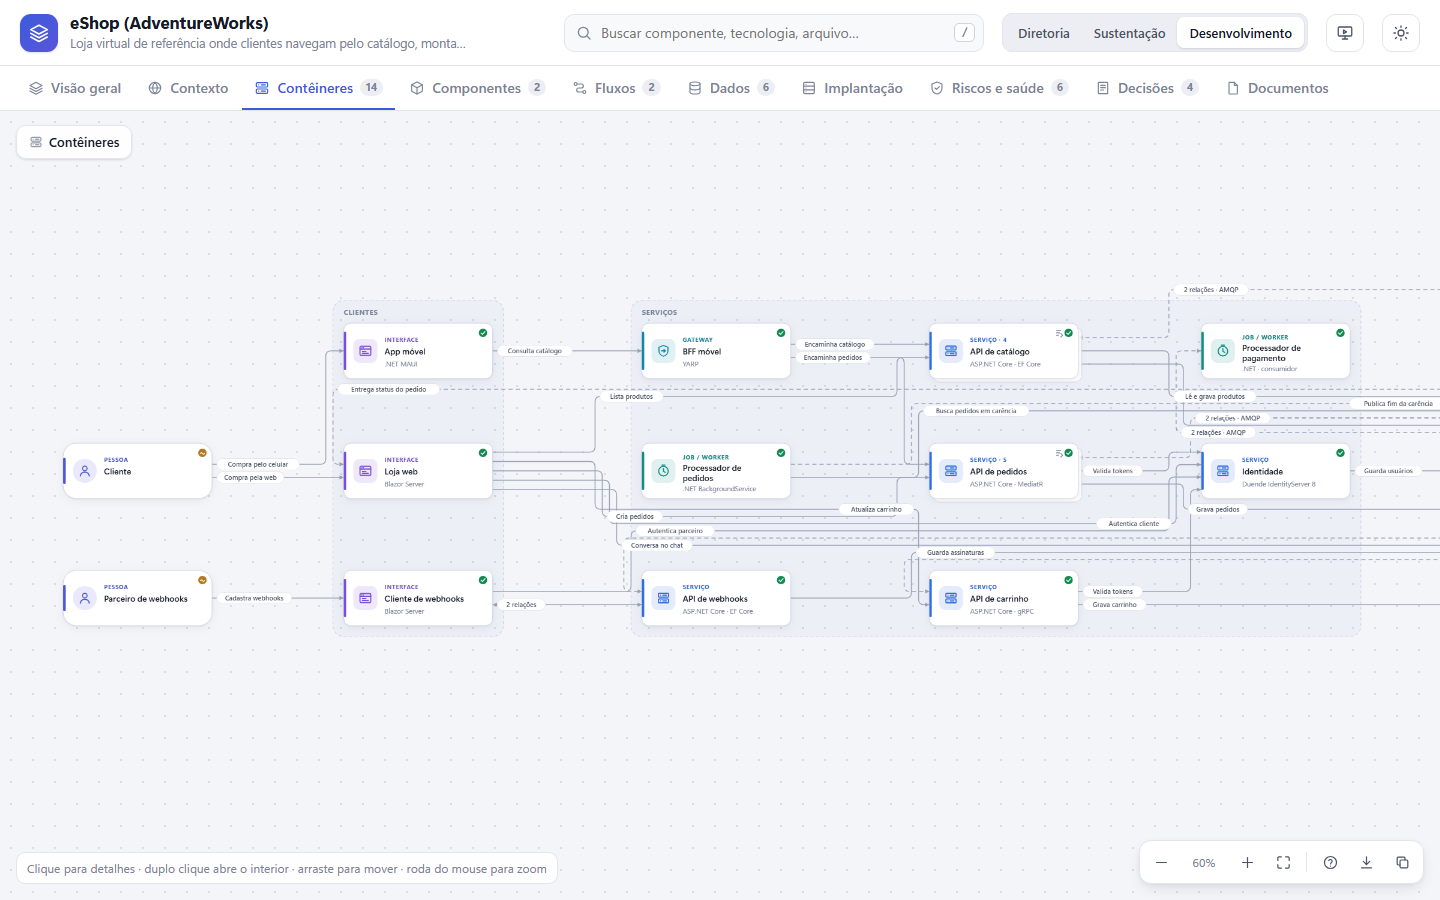 eShop (AdventureWorks)
Loja virtual de referência onde clientes navegam pelo catálogo, monta...
Buscar componente, tecnologia, arquivo...
/
Diretoria
Sustentação
Desenvolvimento
Visão geral
Contexto
Contêineres 14
Componentes 2
Fluxos 2
Dados 6
Implantação
Riscos e saúde 6
Decisões 4
Documentos
Contêineres
2 relações · AMQP
CLIENTES
SERVIÇOS
INTERFACE
App móvel
.NET MAUI
Consulta catálogo
GATEWAY
BFF móvel
YARP
Encaminha catálogo
Encaminha pedidos
SERVIÇO · 4
API de catálogo
ASP.NET Core · EF Core
JOB / WORKER
Processador de
pagamento
.NET · consumidor
Entrega status do pedido
Lista produtos
Lê e grava produtos
Publica fim da carência
Busca pedidos em carência
2 relações · AMQP
2 relações · AMQP
PESSOA
Cliente
Compra pelo celular
Compra pela web
INTERFACE
Loja web
Blazor Server
JOB / WORKER
Processador de
pedidos
.NET BackgroundService
SERVIÇO · 5
API de pedidos
ASP.NET Core · MediatR
Valida tokens
SERVIÇO
Identidade
Duende IdentityServer 8
Guarda usuários
Atualiza carrinho
Grava pedidos
Cria pedidos
Autentica cliente
Autentica parceiro
Conversa no chat
Guarda assinaturas
PESSOA
Parceiro de webhooks
Cadastra webhooks
INTERFACE
Cliente de webhooks
Blazor Server
2 relações
SERVIÇO
API de webhooks
ASP.NET Core · EF Core
SERVIÇO
API de carrinho
ASP.NET Core · gRPC
Valida tokens
Grava carrinho
Clique para detalhes · duplo clique abre o interior · arraste para mover · roda do mouse para zoom
60%